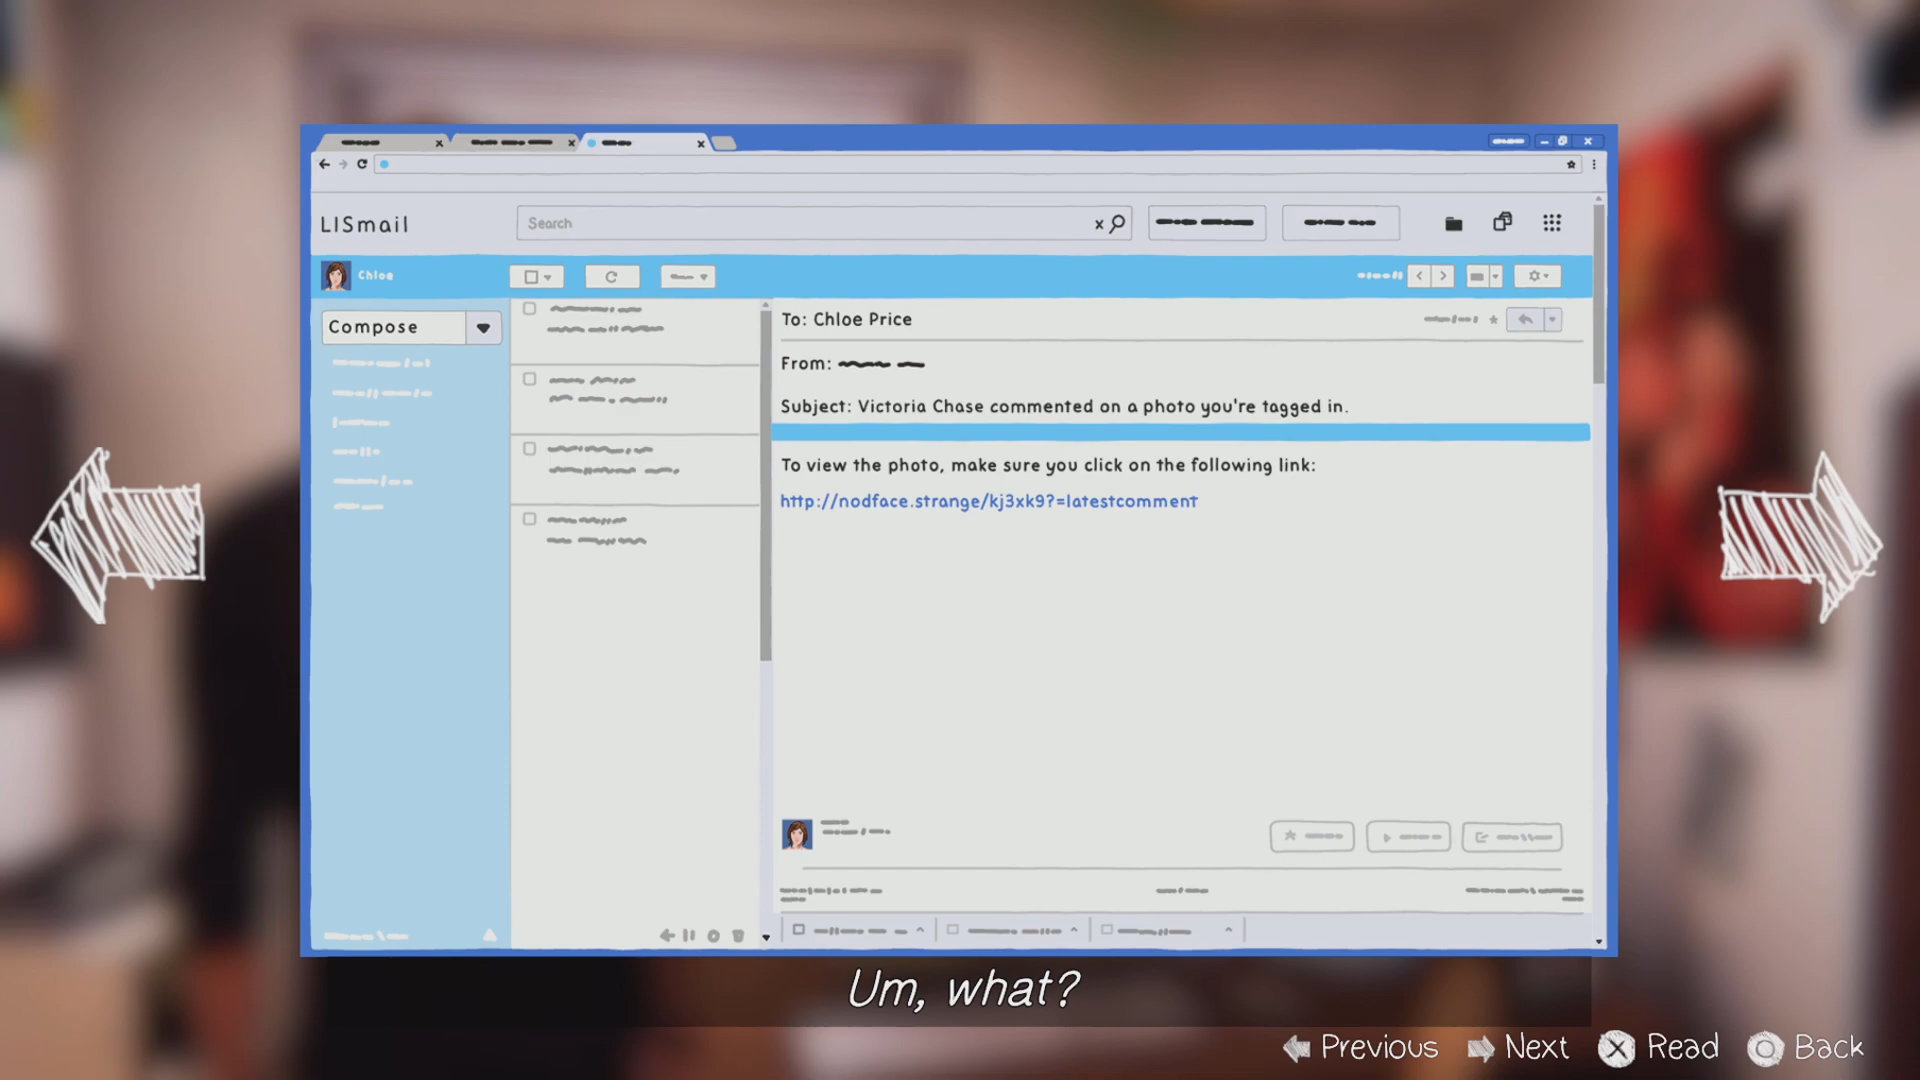 LISmail
Search
Chloe
Compose
To: Chloe Price
From:
Subject: Victoria Chase commented on a photo you're tagged in.
To view the photo, make sure you click on the following link:
http://nodface.strange/kj3xk9?=latestcomment
Um, what?
Previous
Next
Read
Back